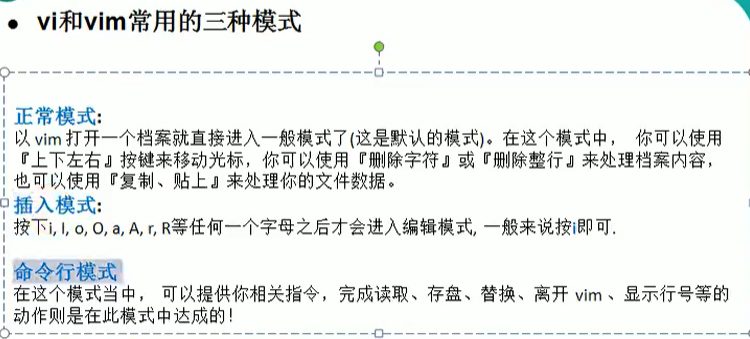 ● vi和vim常用的三种模式
正常模式:
以 vim 打开一个档案就直接进入一般模式了(这是默认的模式)。在这个模式中， 你可以使用
『上下左右』按键来移动光标，你可以使用『删除字符』或『删除整行』来处理档案内容，
也可以使用『复制、贴上』来处理你的文件数据。
插入模式:
按下i, I, o, O, a, A, r, R等任何一个字母之后才会进入编辑模式, 一般来说按i即可.
命令行模式
在这个模式当中， 可以提供你相关指令，完成读取、存盘、替换、离开 vim 、显示行号等的
动作则是在此模式中达成的！